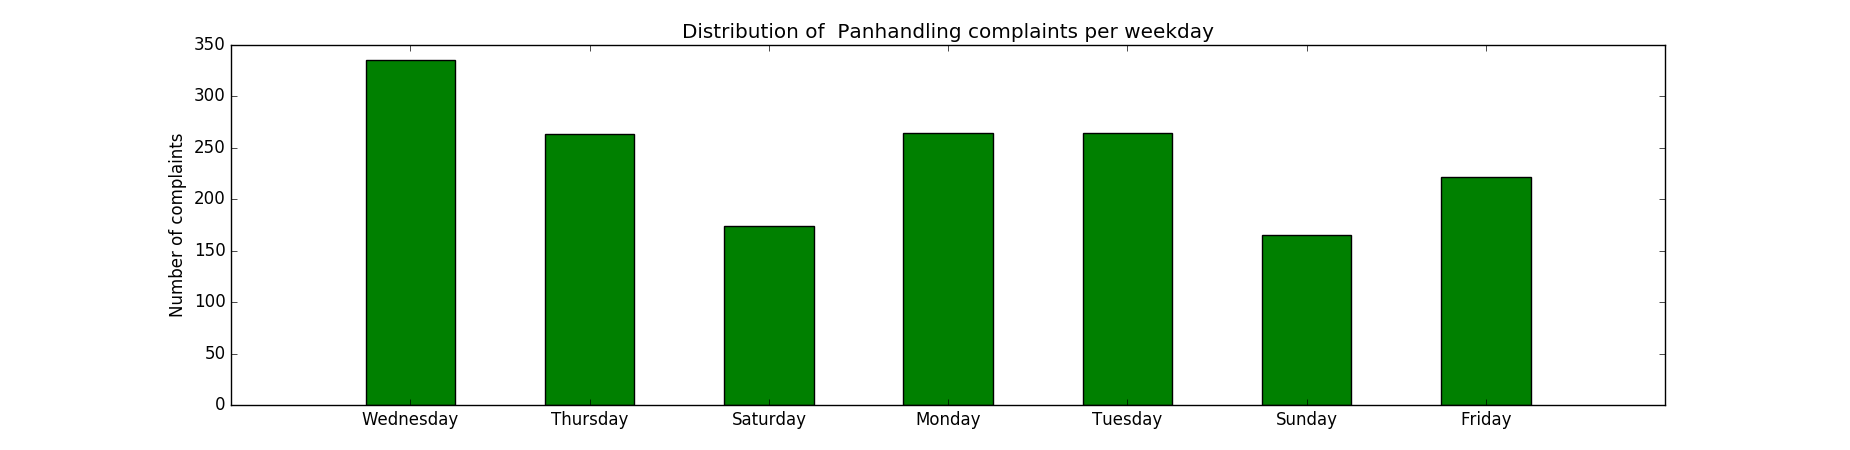 Distribution of  Panhandling complaints per weekday
Number of complaints
350
300
250
200
150
100
50
0
Wednesday Thursday Saturday Monday Tuesday Sunday Friday